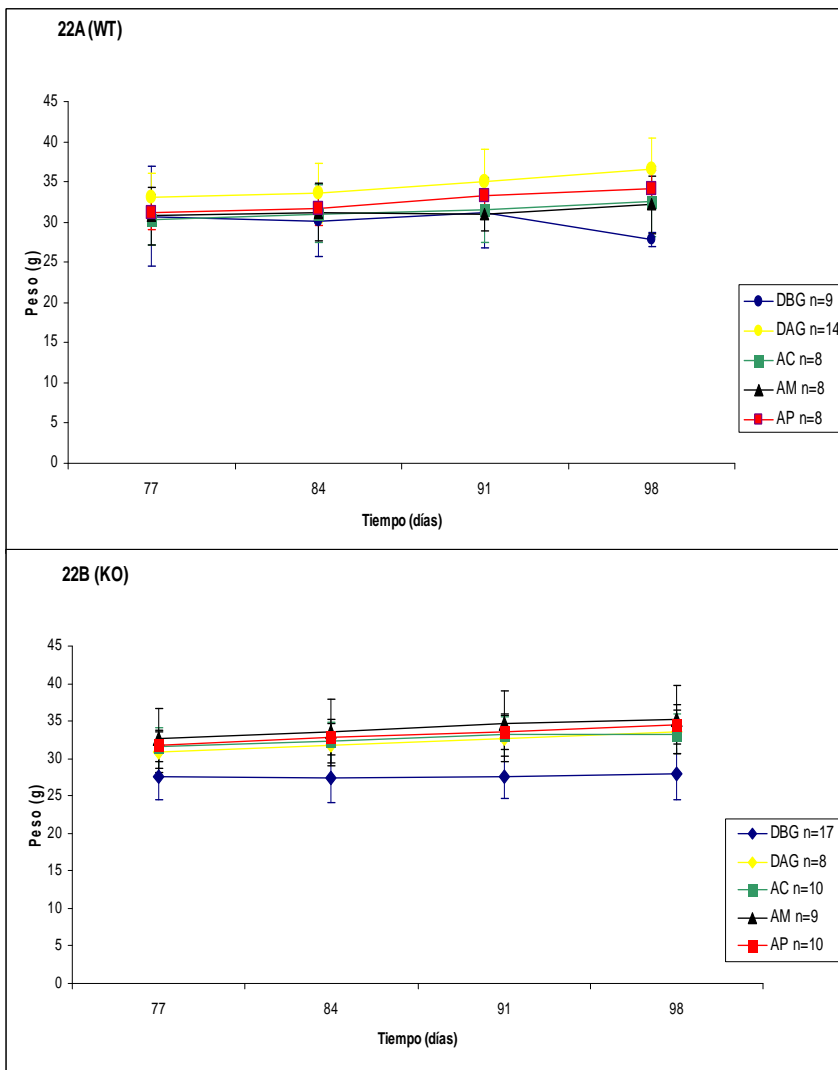 22A (WT)
45
40
35
30
25
20
15
10
5
0
Peso (g)
77 84 91 98
Tiempo (días)
DBG n=9
DAG n=14
AC n=8
AM n=8
AP n=8
22B (KO)
45
40
35
30
25
20
15
10
5
0
Peso (g)
77 84 91 98
Tiempo (días)
DBG n=17
DAG n=8
AC n=10
AM n=9
AP n=10